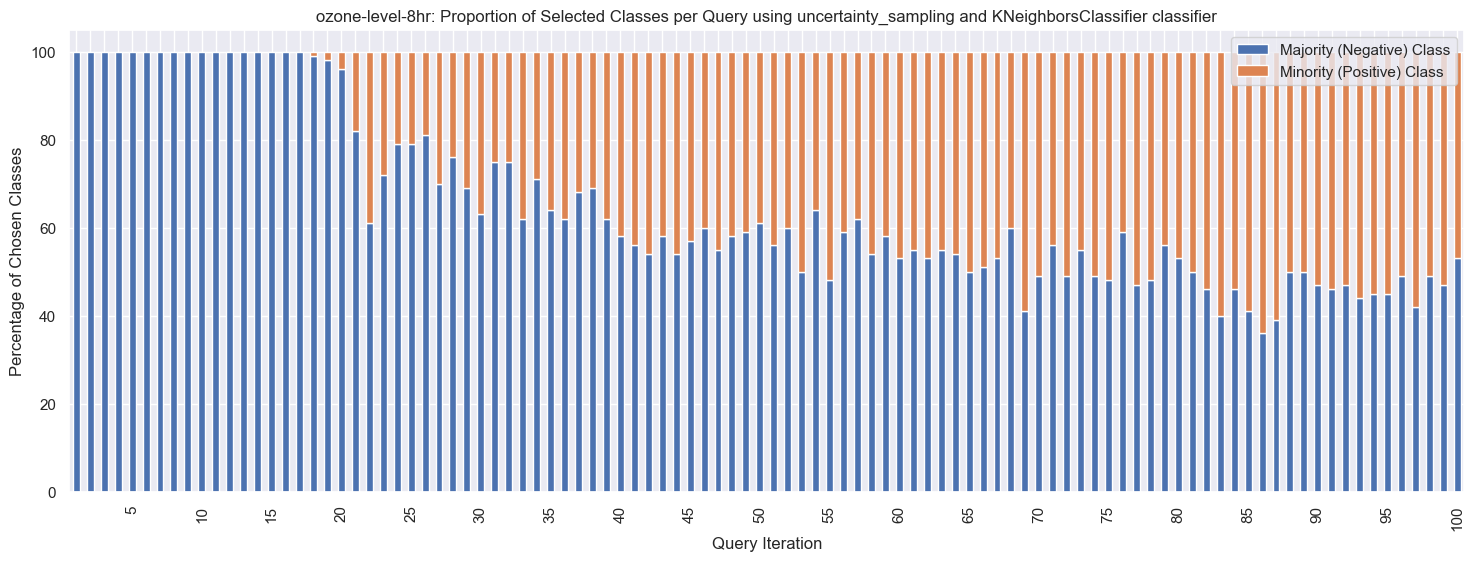 ozone-level-8hr: Proportion of Selected Classes per Query using uncertainty_sampling and KNeighborsClassifier classifier
Majority (Negative) Class
Minority (Positive) Class
Percentage of Chosen Classes
100
80
60
40
20
0
5 10 15 20 25 30 35 40 45 50 55 60 65 70 75 80 85 90 95 100
Query Iteration